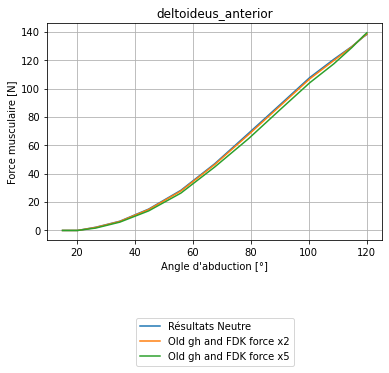 deltoideus_anterior
140
120
100
80
60
40
20
0
Force musculaire [N]
20 40 60 80 100 120
Angle d'abduction [°]
Résultats Neutre
Old gh and FDK force x2
Old gh and FDK force x5